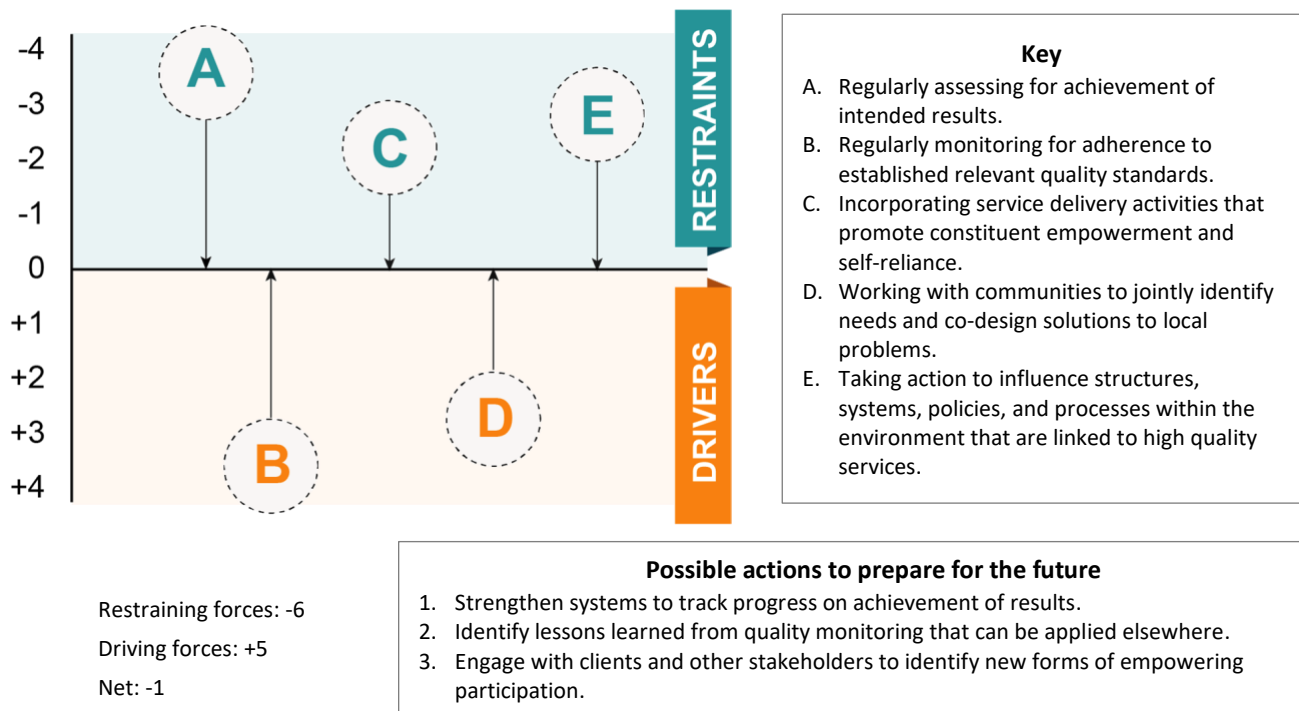 -4
-3
-2
-1
0
+1
+2
+3
+4
A
C
E
B
D
RESTRAINTS
DRIVERS
Key
A. Regularly assessing for achievement of
intended results.
B. Regularly monitoring for adherence to
established relevant quality standards.
C. Incorporating service delivery activities that
promote constituent empowerment and
self-reliance.
D. Working with communities to jointly identify
needs and co-design solutions to local
problems.
E. Taking action to influence structures,
systems, policies, and processes within the
environment that are linked to high quality
services.
Restraining forces: -6
Driving forces: +5
Net: -1
Possible actions to prepare for the future
1. Strengthen systems to track progress on achievement of results.
2. Identify lessons learned from quality monitoring that can be applied elsewhere.
3. Engage with clients and other stakeholders to identify new forms of empowering
participation.